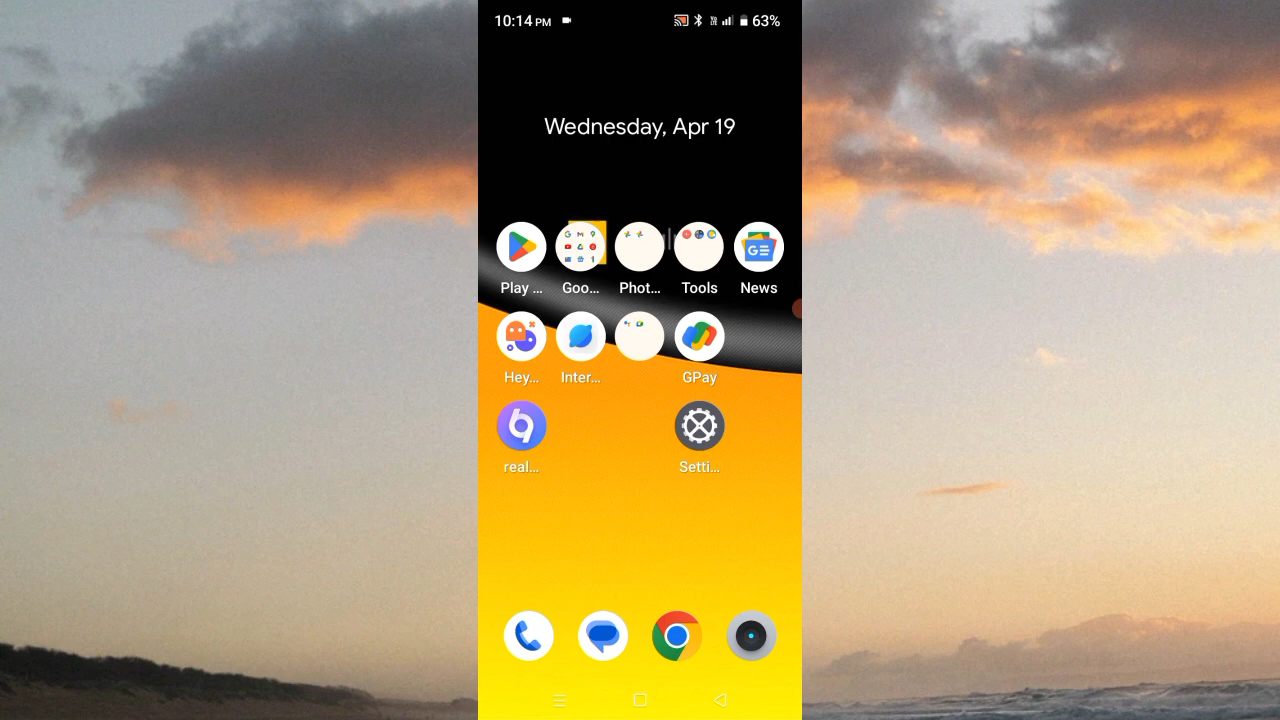 10:14 PM 63%
Wednesday, Apr 19
Play ... Goo... Phot... Tools News
Hey... Inter... GPay
real... Setti...